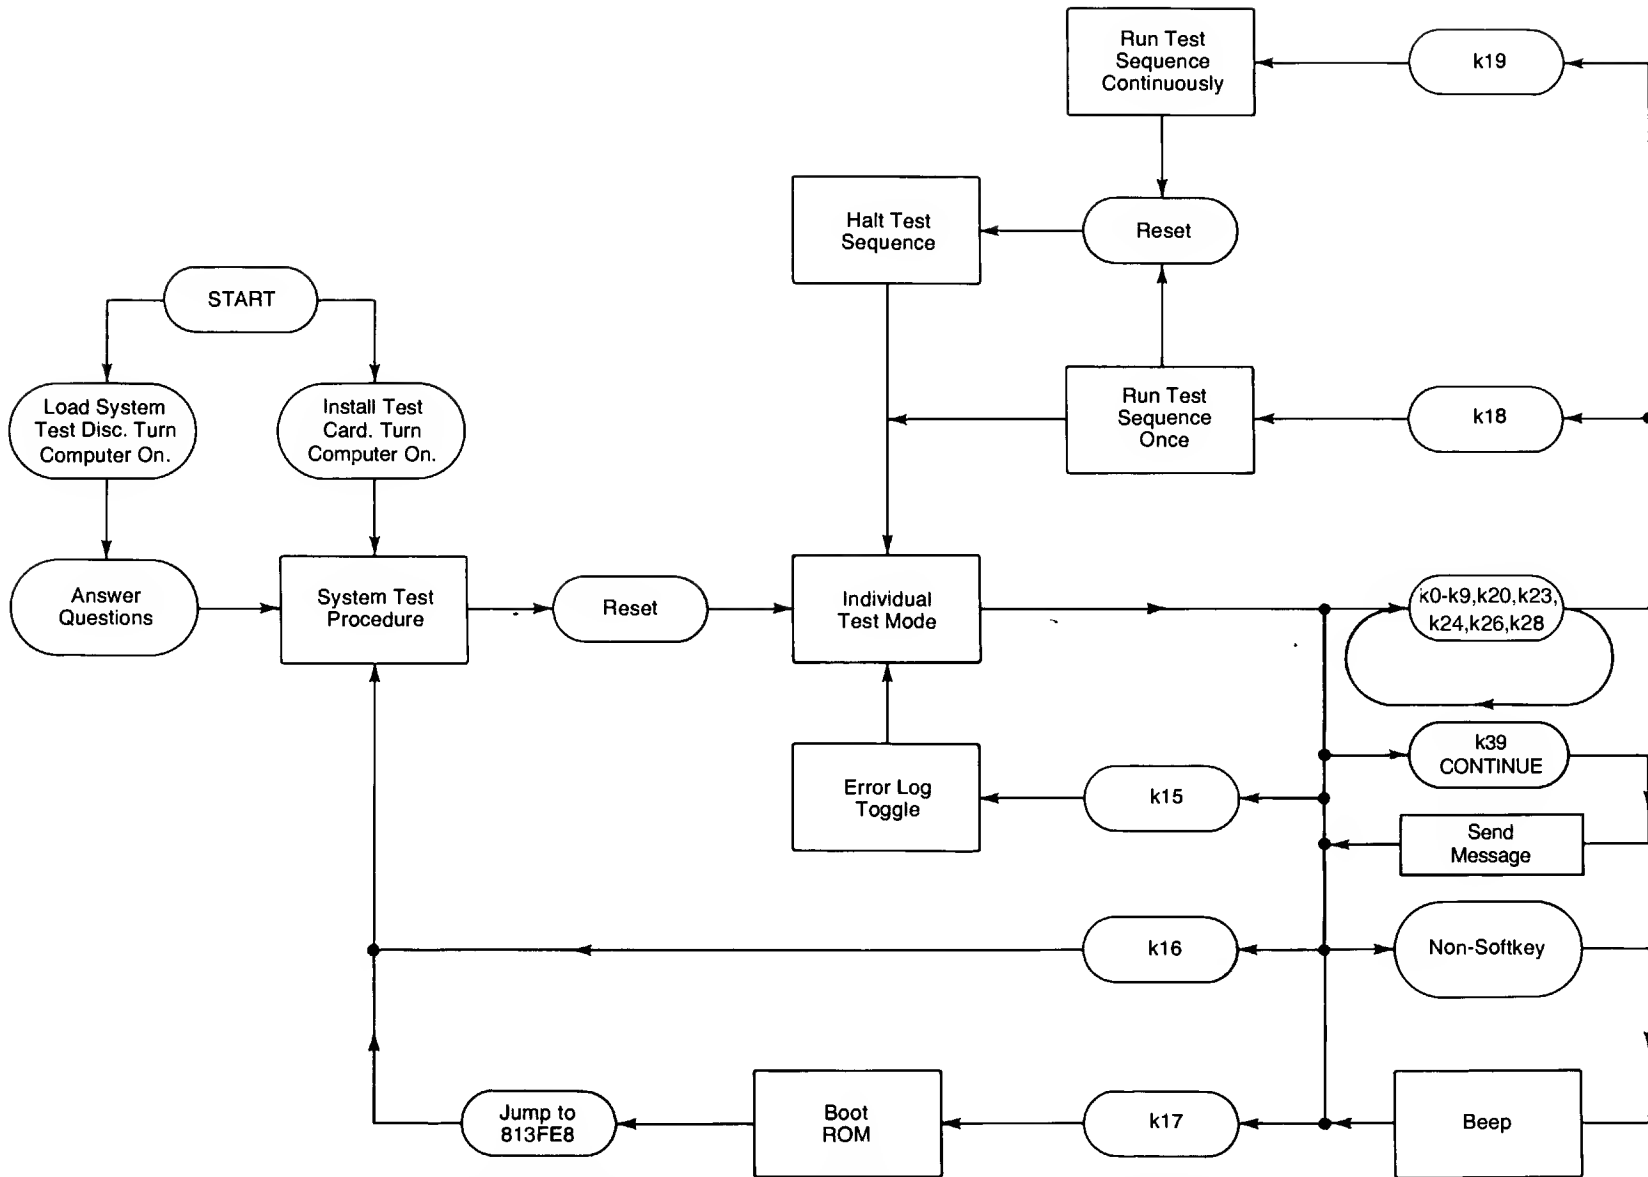 Run Test
Sequence
Continuously
k19
Halt Test
Sequence
Reset
START
Load System
Test Disc. Turn
Computer On.
Install Test
Card. Turn
Computer On.
Run Test
Sequence
Once
k18
Answer
Questions
System Test
Procedure
Reset
Individual
Test Mode
k0-k9,k20,k23,
k24,k26,k28
k39
CONTINUE
Error Log
Toggle
k15
Send
Message
k16
Non-Softkey
Jump to
813FE8
Boot
ROM
k17
Beep